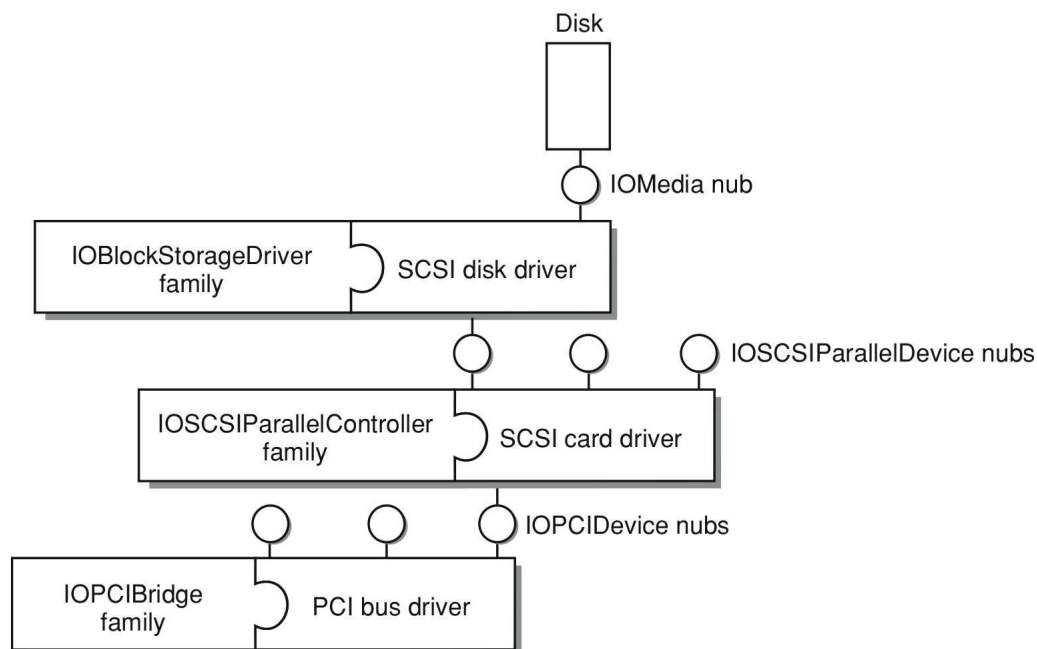 Disk
IOMedia nub
IOBlockStorageDriver
family
SCSI disk driver
IOSCSIParallelDevice nubs
IOSCSIParallelController
family
SCSI card driver
IOPCIDevice nubs
IOPCIBridge
family
PCI bus driver